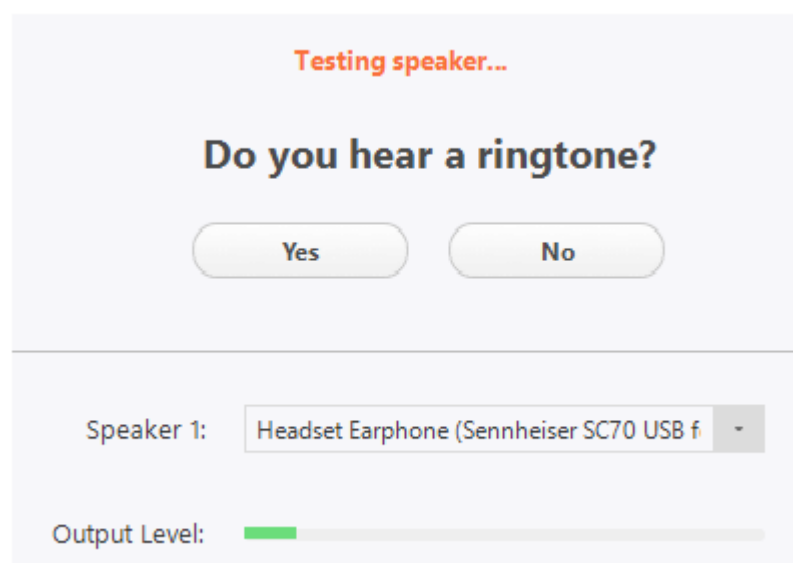 Testing speaker...
Do you hear a ringtone?
Yes No
Speaker 1: Headset Earphone (Sennheiser SC70 USB f
Output Level: